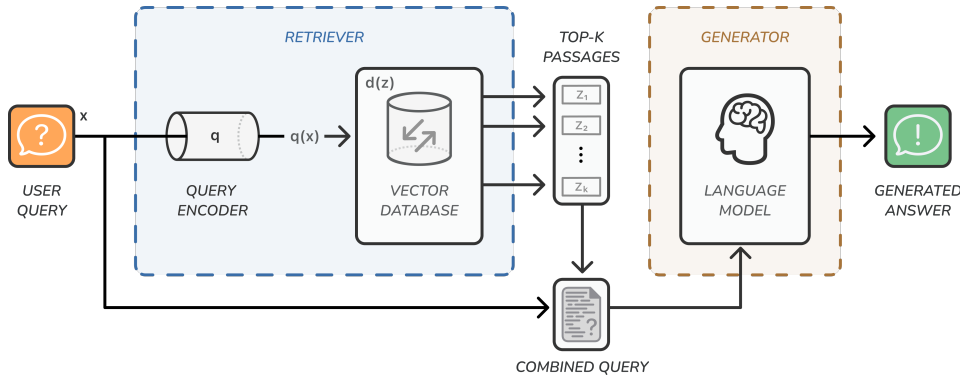 RETRIEVER
TOP-K
PASSAGES
GENERATOR
x
?
USER
QUERY
q
q(x)
QUERY
ENCODER
d(z)
VECTOR
DATABASE
z₁
z₂
⋮
zₖ
LANGUAGE
MODEL
!
GENERATED
ANSWER
?
COMBINED QUERY